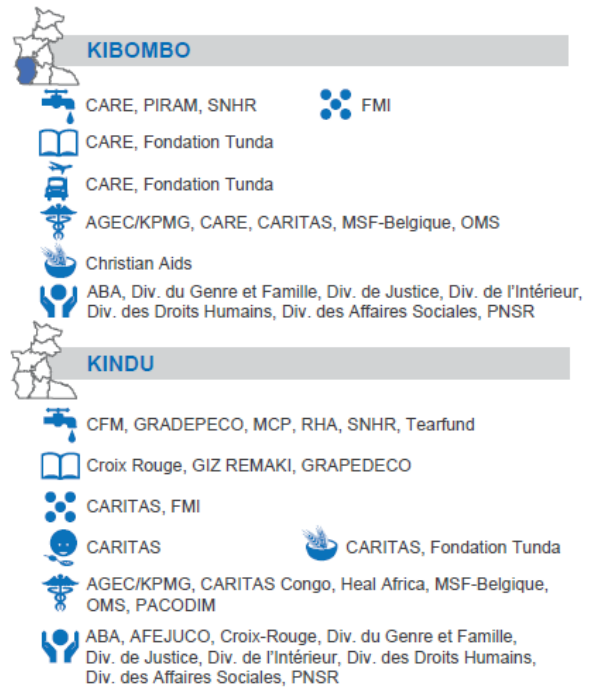 KIBOMBO
CARE, PIRAM, SNHR
FMI
CARE, Fondation Tunda
CARE, Fondation Tunda
AGEC/KPMG, CARE, CARITAS, MSF-Belgique, OMS
Christian Aids
ABA, Div. du Genre et Famille, Div. de Justice, Div. de l'Intérieur,
Div. des Droits Humains, Div. des Affaires Sociales, PNSR
KINDU
CFM, GRADEPECO, MCP, RHA, SNHR, Tearfund
Croix Rouge, GIZ REMAKI, GRAPEDECO
CARITAS, FMI
CARITAS
CARITAS, Fondation Tunda
AGEC/KPMG, CARITAS Congo, Heal Africa, MSF-Belgique,
OMS, PACODIM
ABA, AFEJUCO, Croix-Rouge, Div. du Genre et Famille,
Div. de Justice, Div. de l'Intérieur, Div. des Droits Humains,
Div. des Affaires Sociales, PNSR